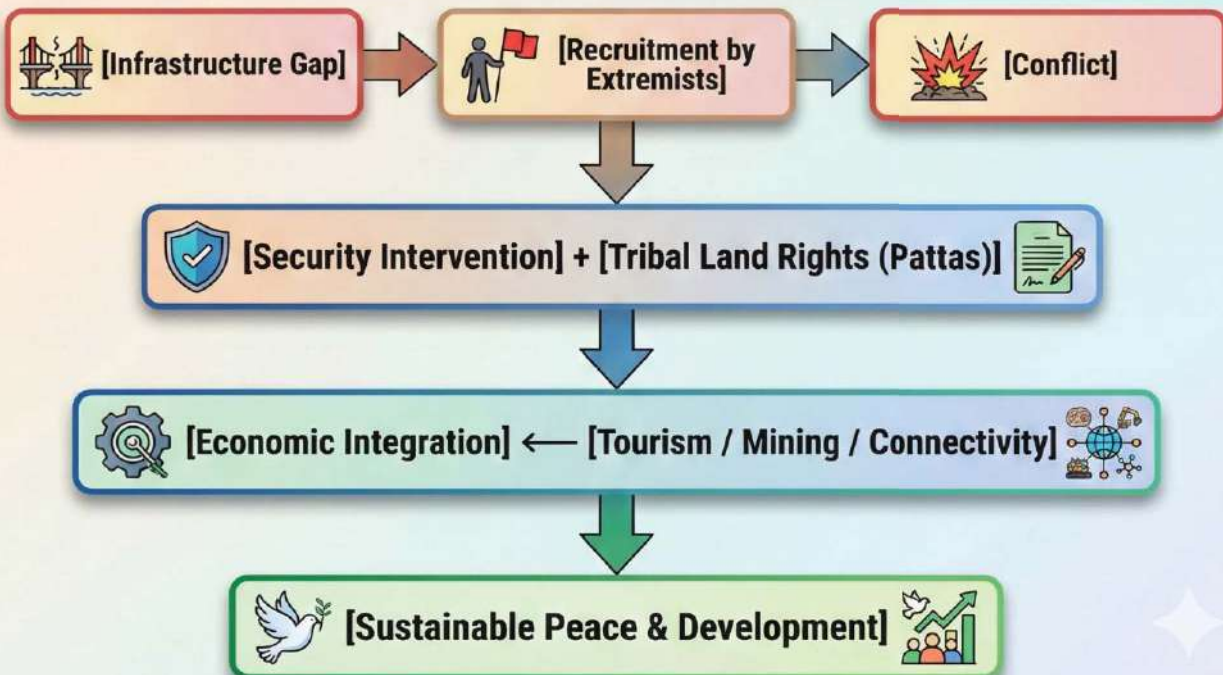 [Infrastructure Gap]
[Recruitment by
Extremists]
[Conflict]
[Security Intervention] + [Tribal Land Rights (Pattas)]
[Economic Integration] ← [Tourism / Mining / Connectivity]
[Sustainable Peace & Development]